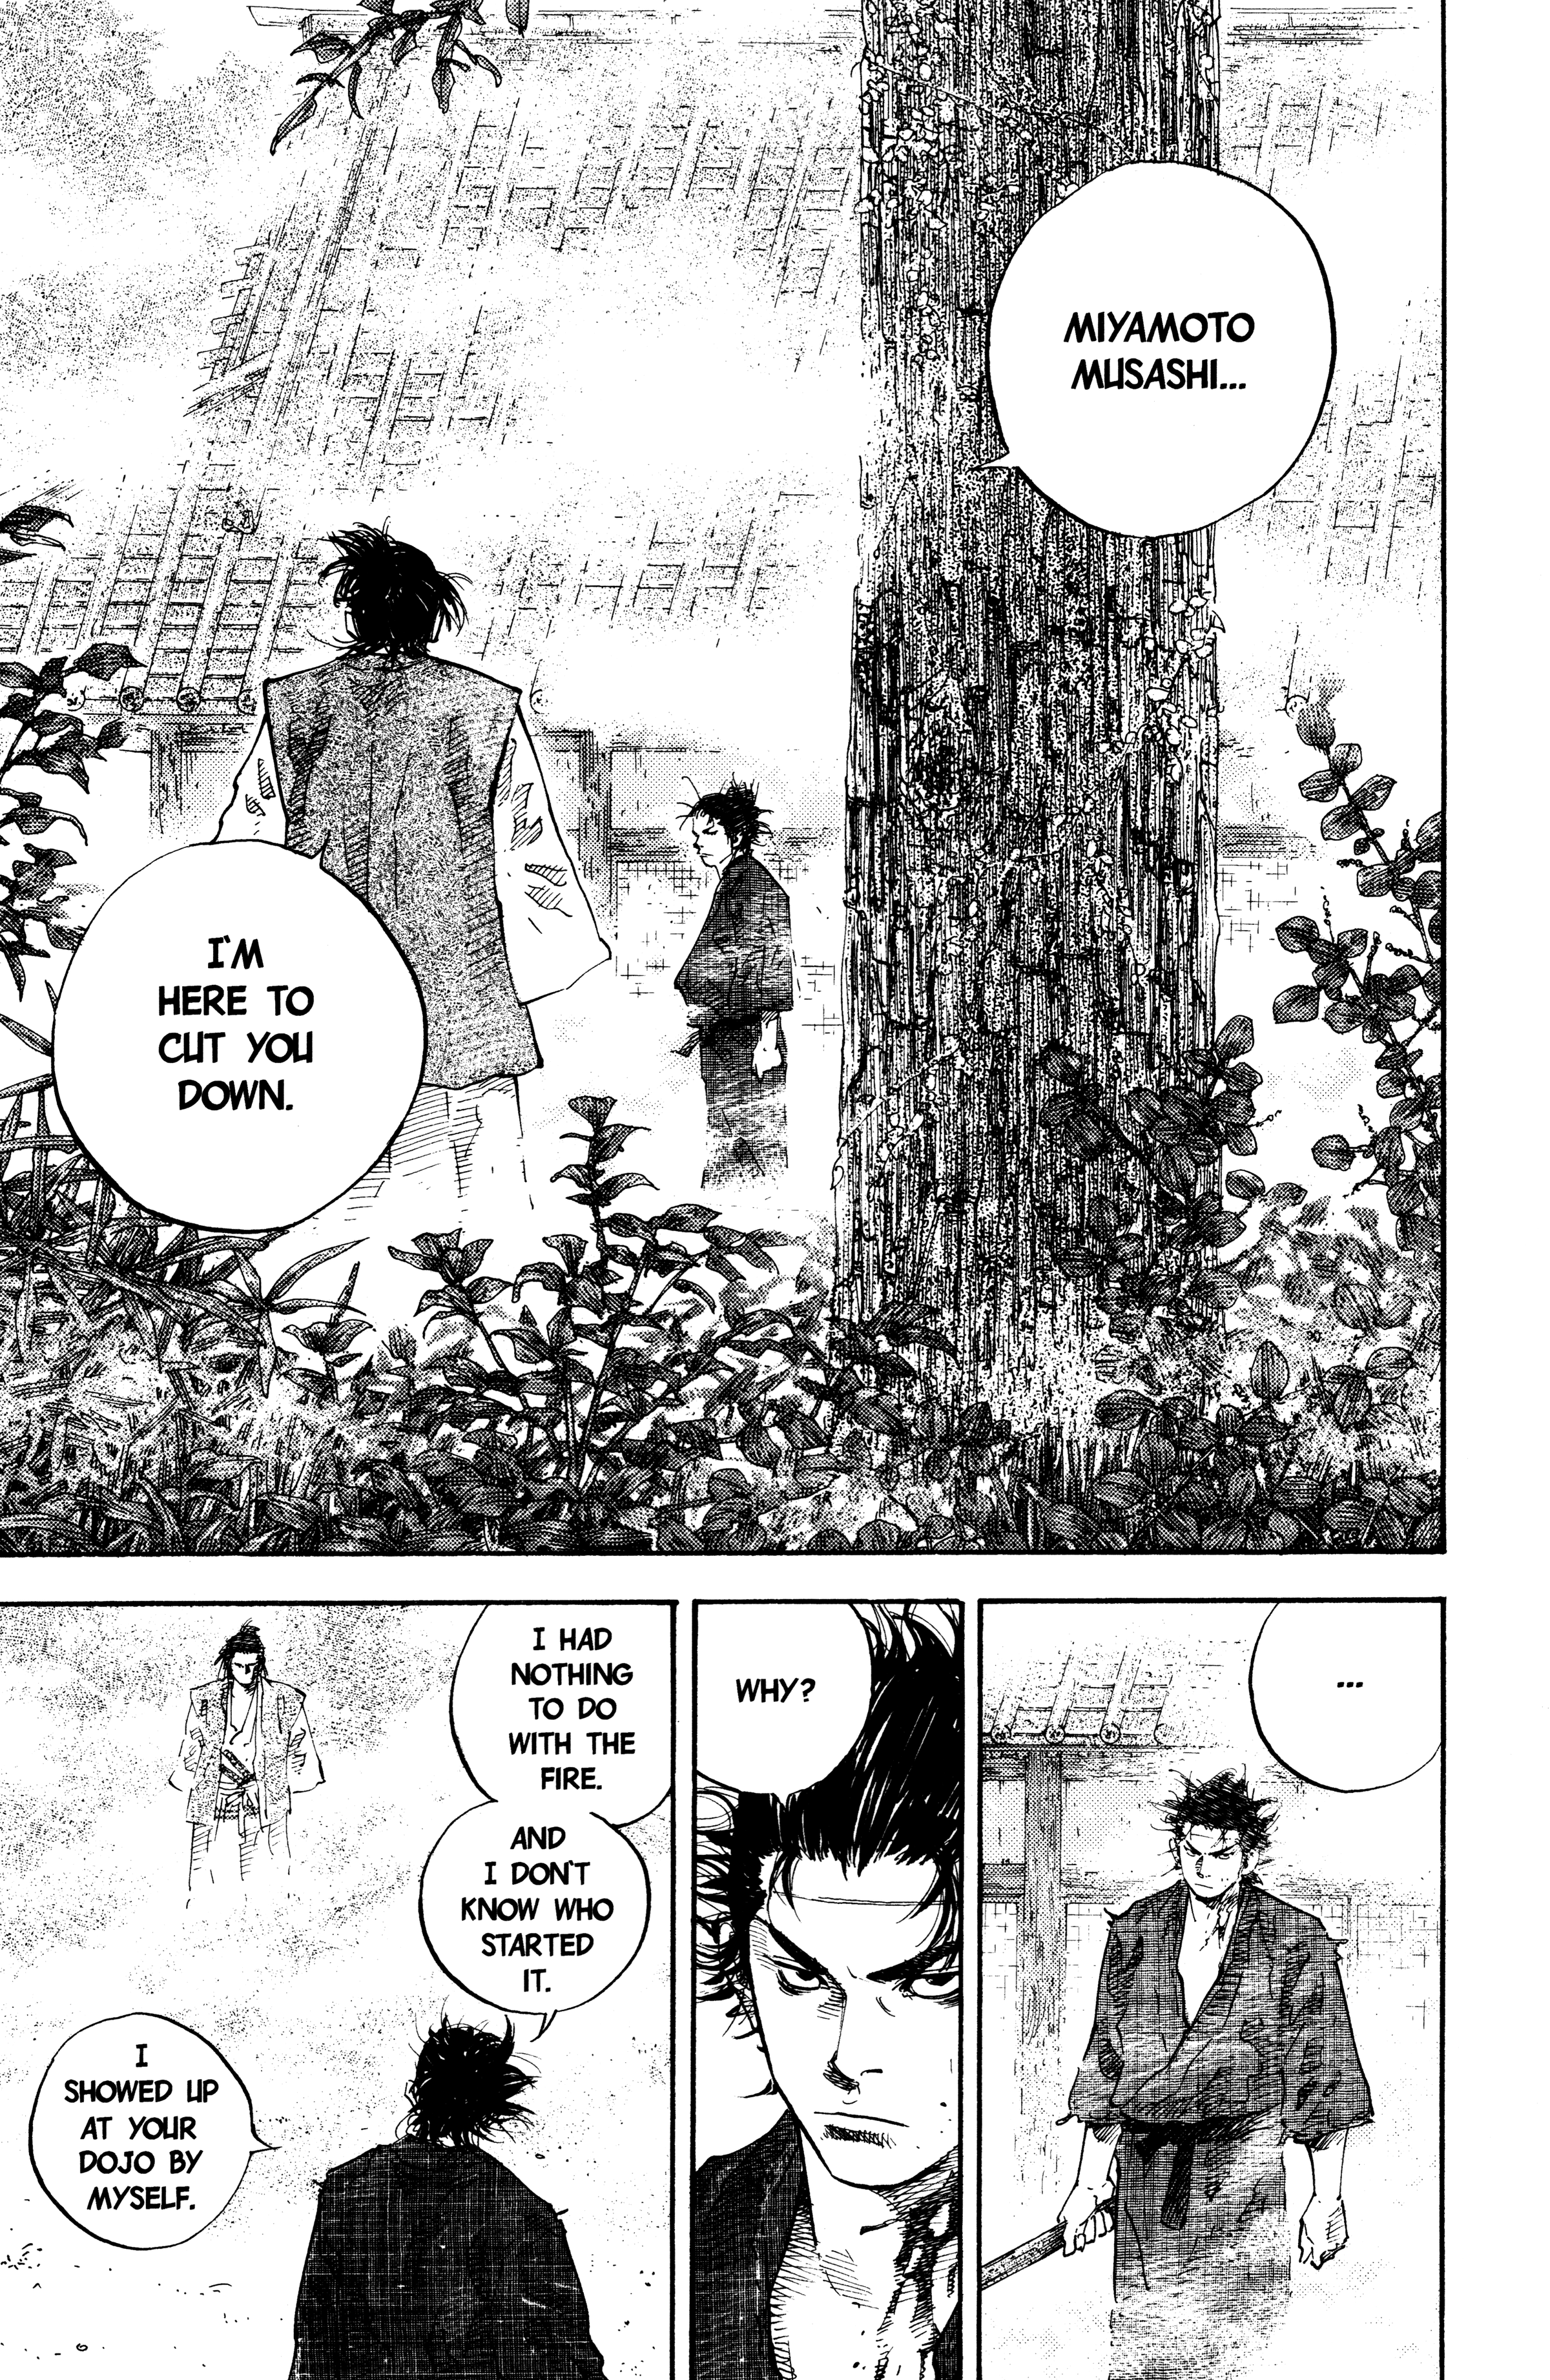 MIYAMOTO
MUSASHI...
I'M
HERE TO
CUT YOU
DOWN.
...
WHY?
I HAD
NOTHING
TO DO
WITH THE
FIRE.
AND
I DON'T
KNOW WHO
STARTED
IT.
I
SHOWED UP
AT YOUR
DOJO BY
MYSELF.